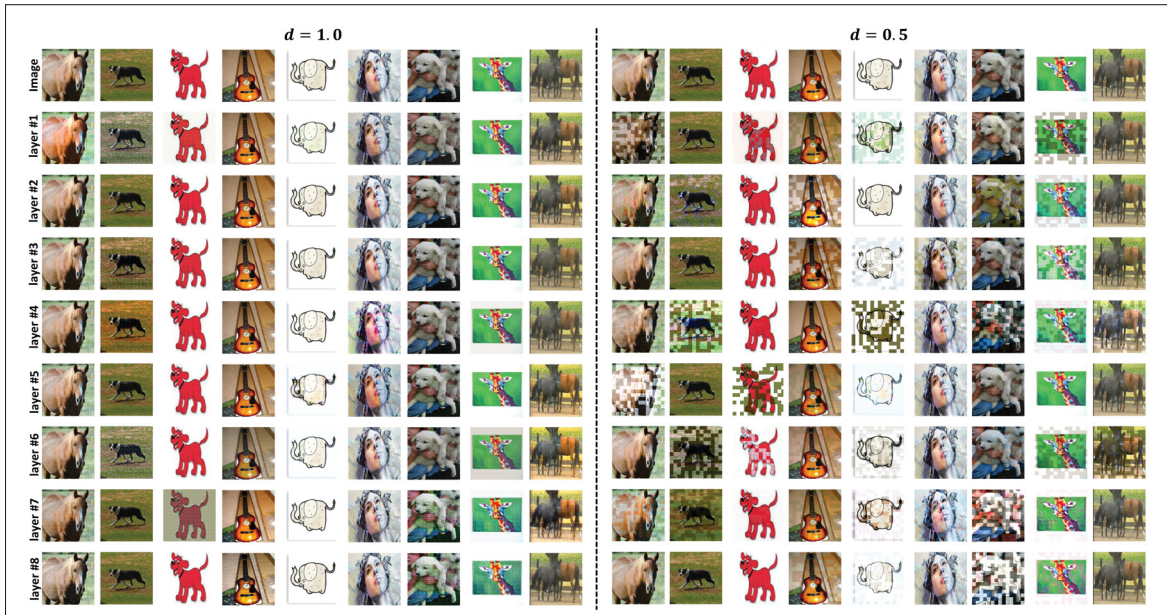 d = 1.0
d = 0.5
Image
layer #1
layer #2
layer #3
layer #4
layer #5
layer #6
layer #7
layer #8